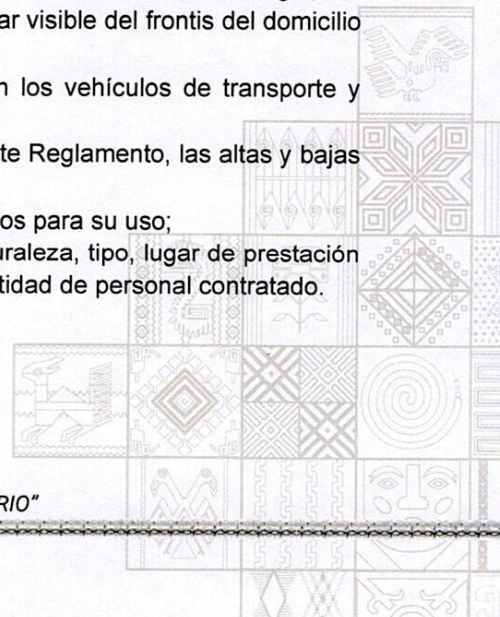 ar visible del frontis del domicilio
los vehículos de transporte y
te Reglamento, las altas y bajas
os para su uso;
raleza, tipo, lugar de prestación
tidad de personal contratado.
RIO"